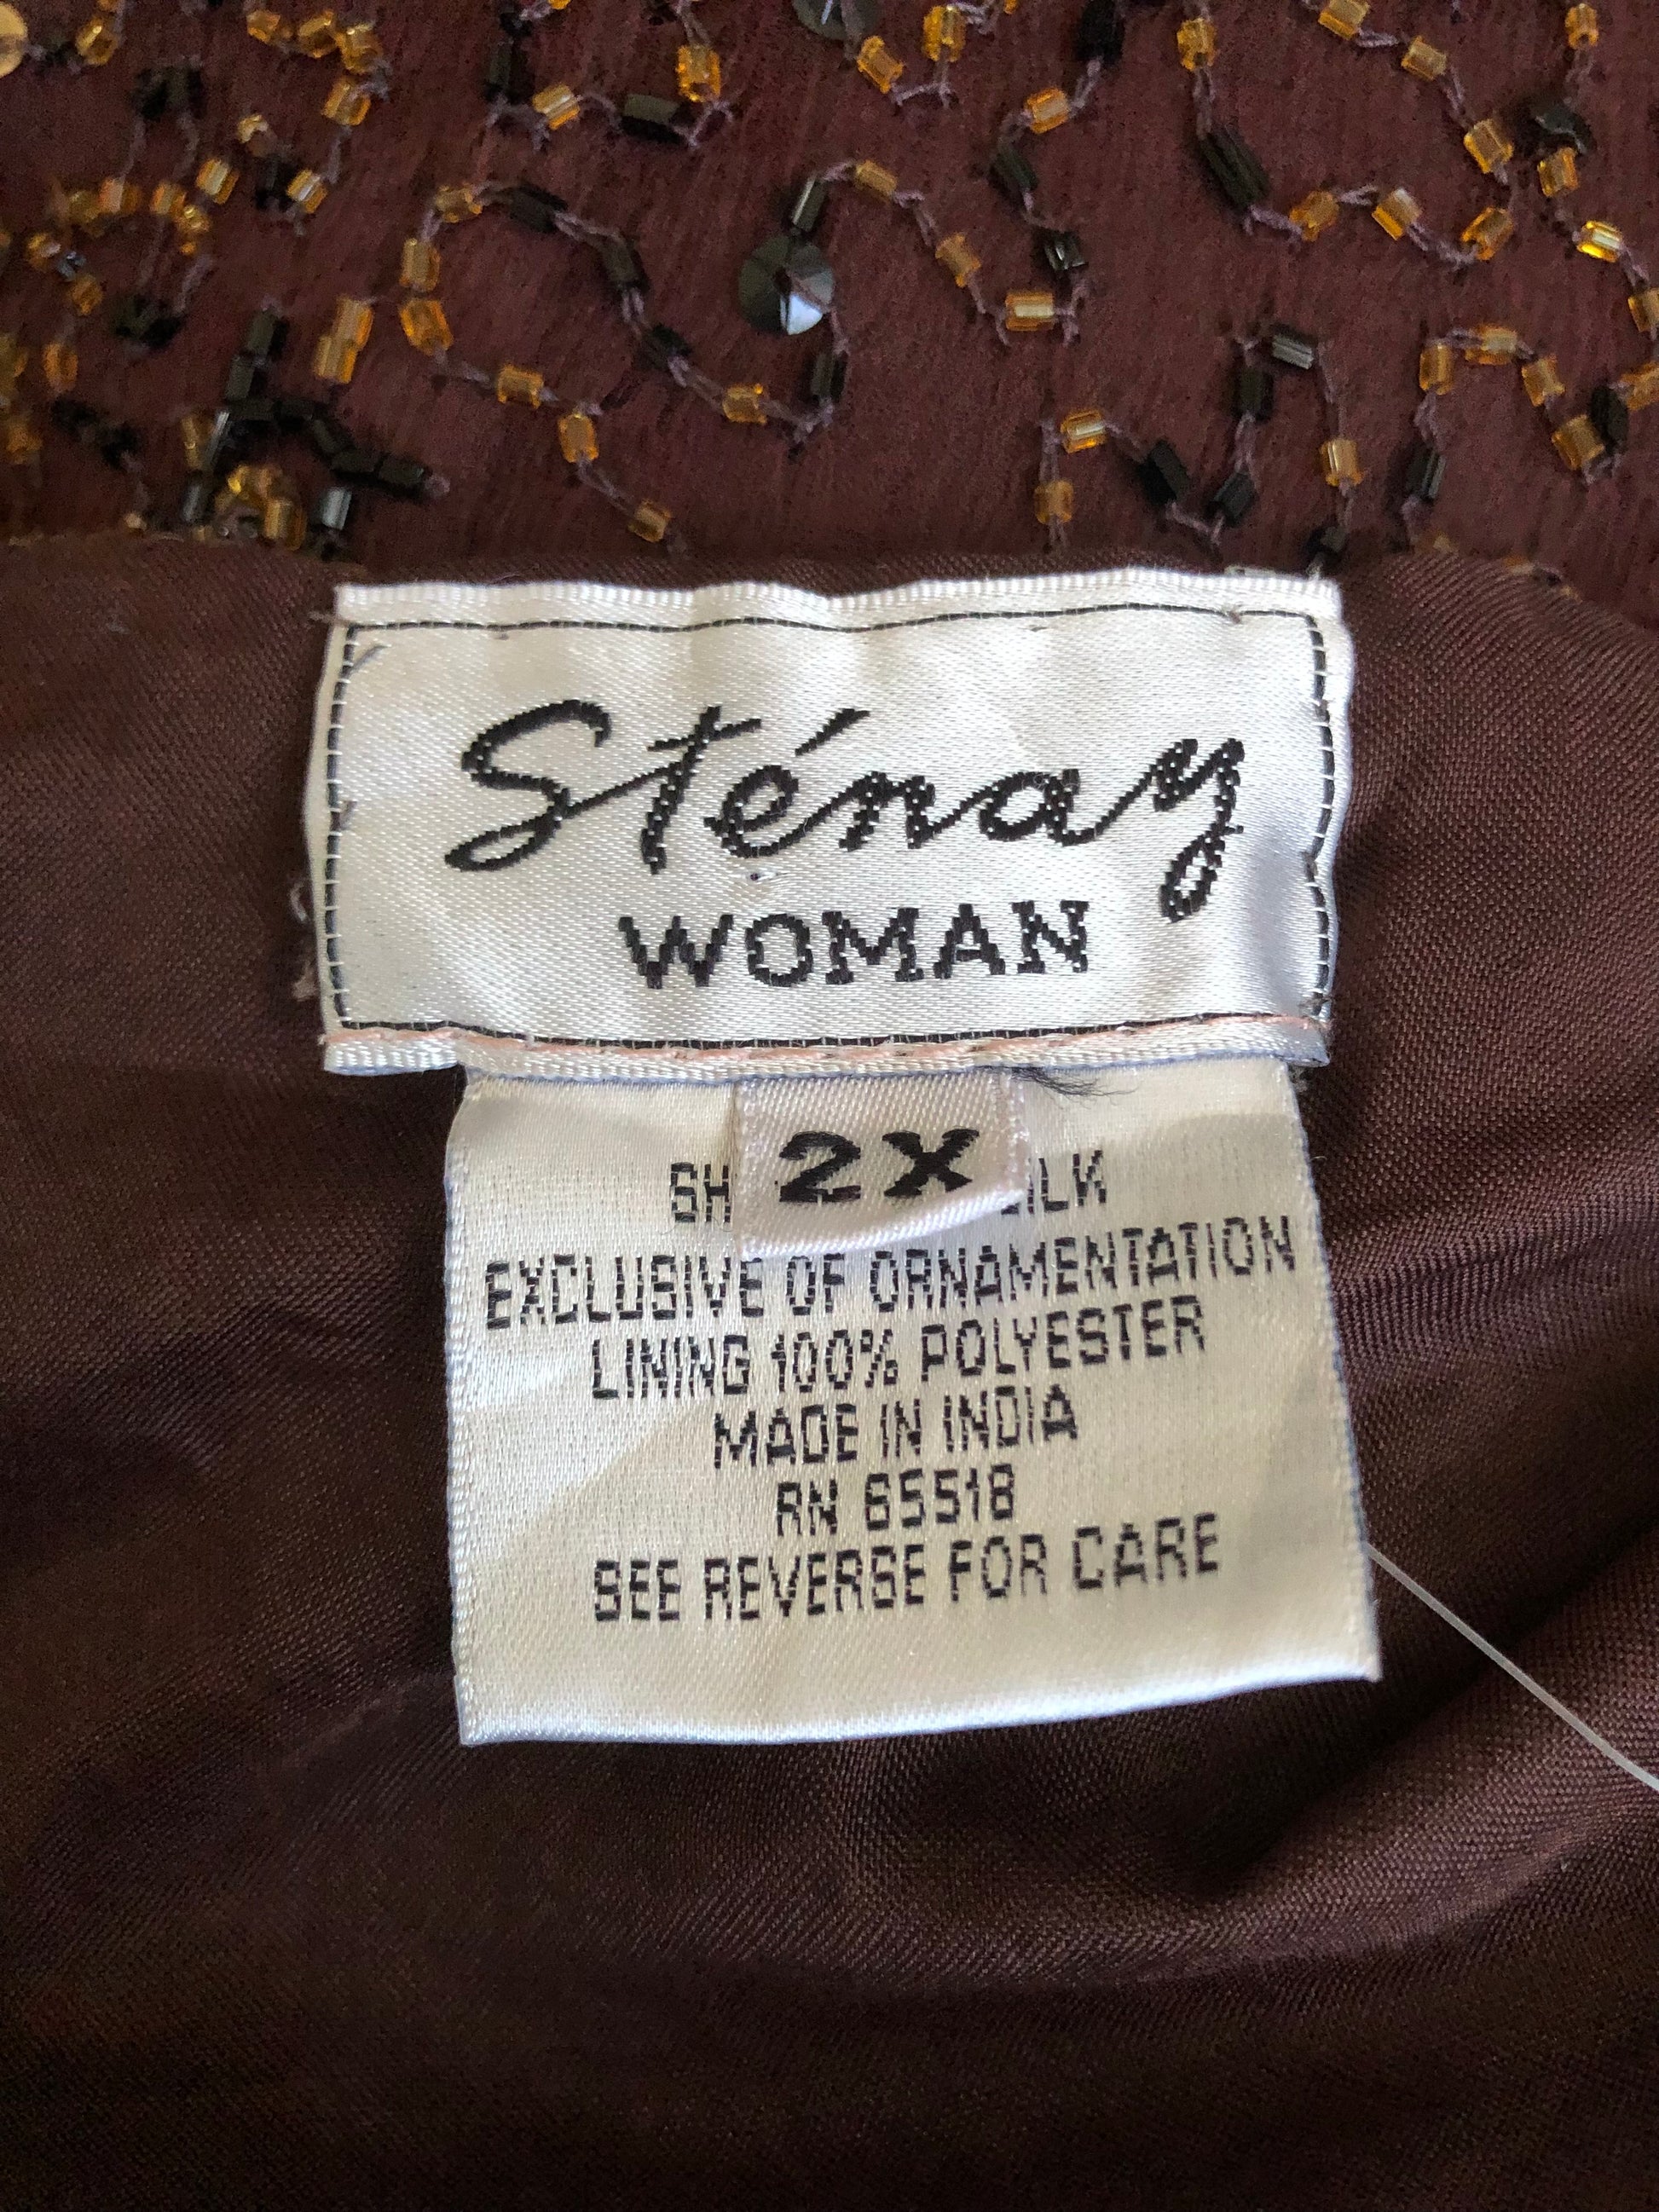 Sténay
WOMAN
2X
EXCLUSIVE OF ORNAMENTATION
LINING 100% POLYESTER
MADE IN INDIA
RN 65518
SEE REVERSE FOR CARE